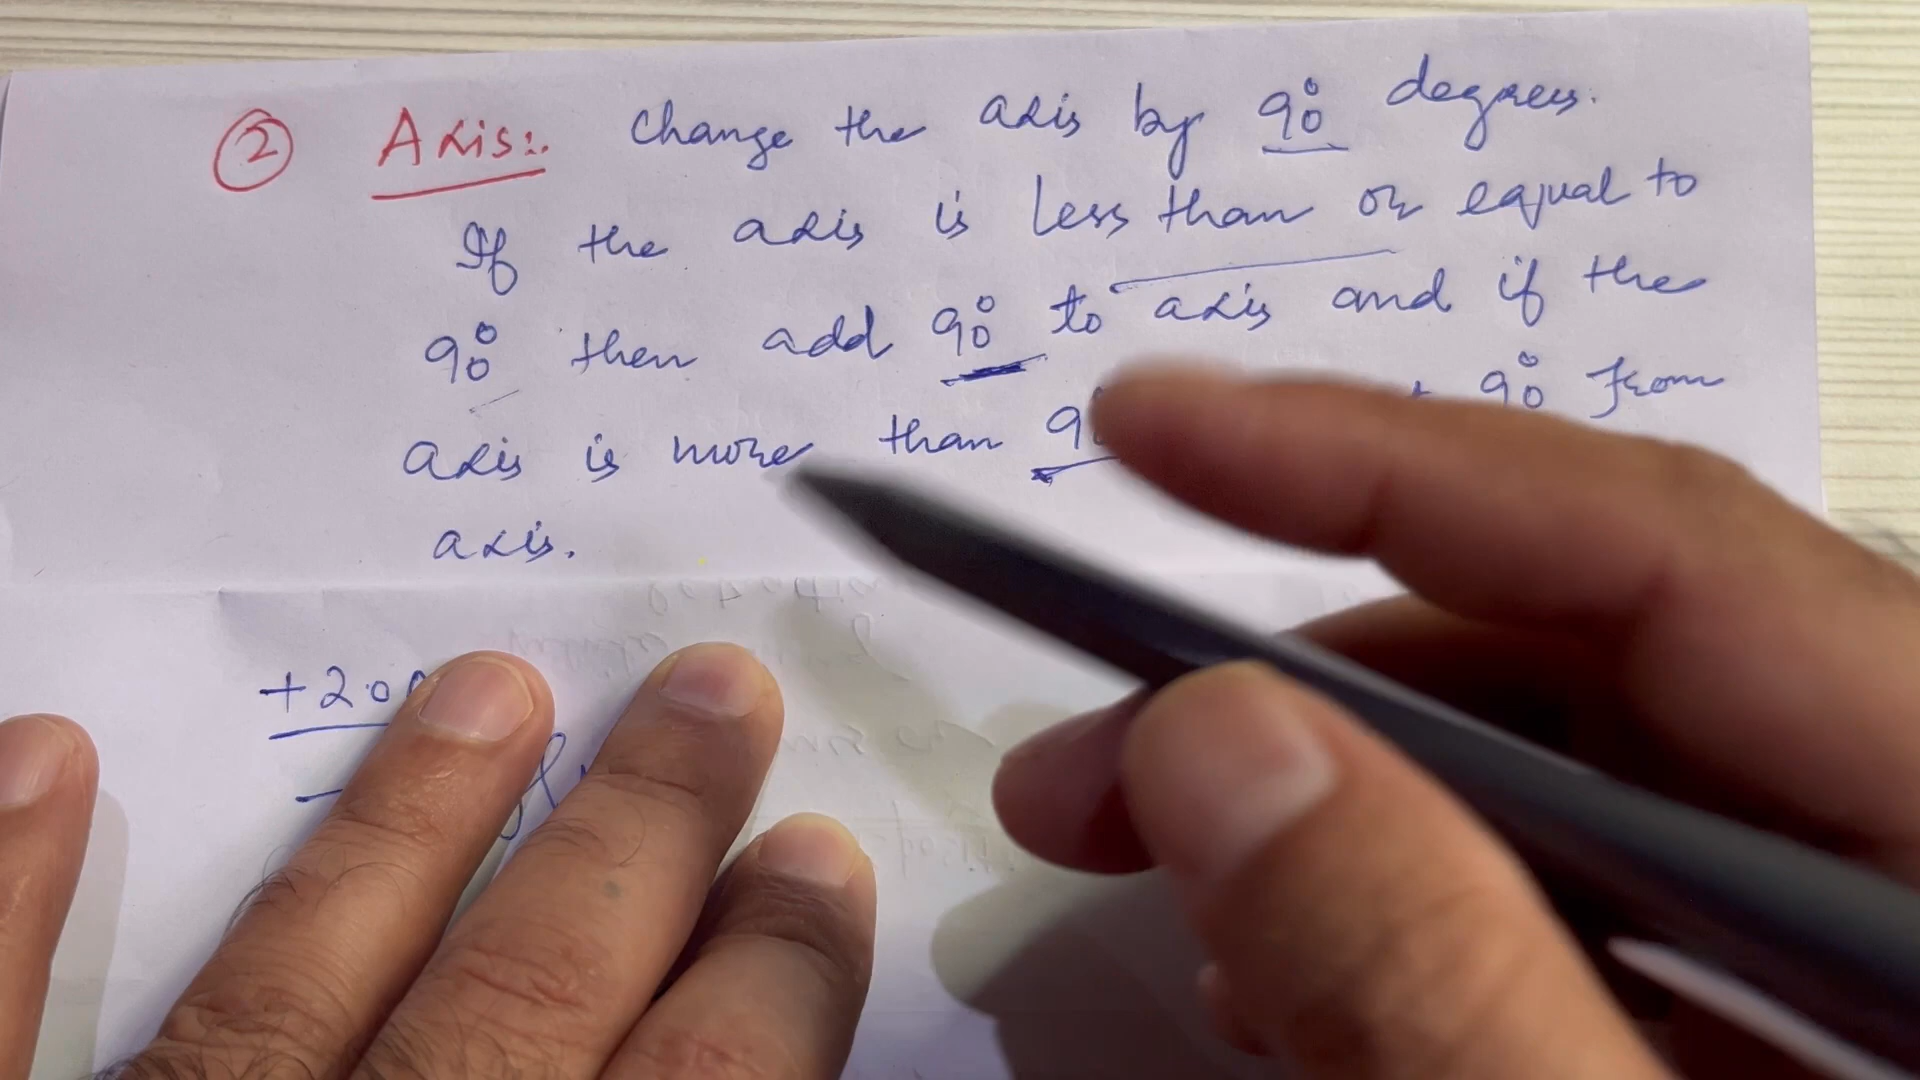 ② Axis:. Change the axis by 90° degrees.
If the axis is less than or equal to
90° then add 90° to axis and if the
axis is more than 90° from
axis.
+2.0